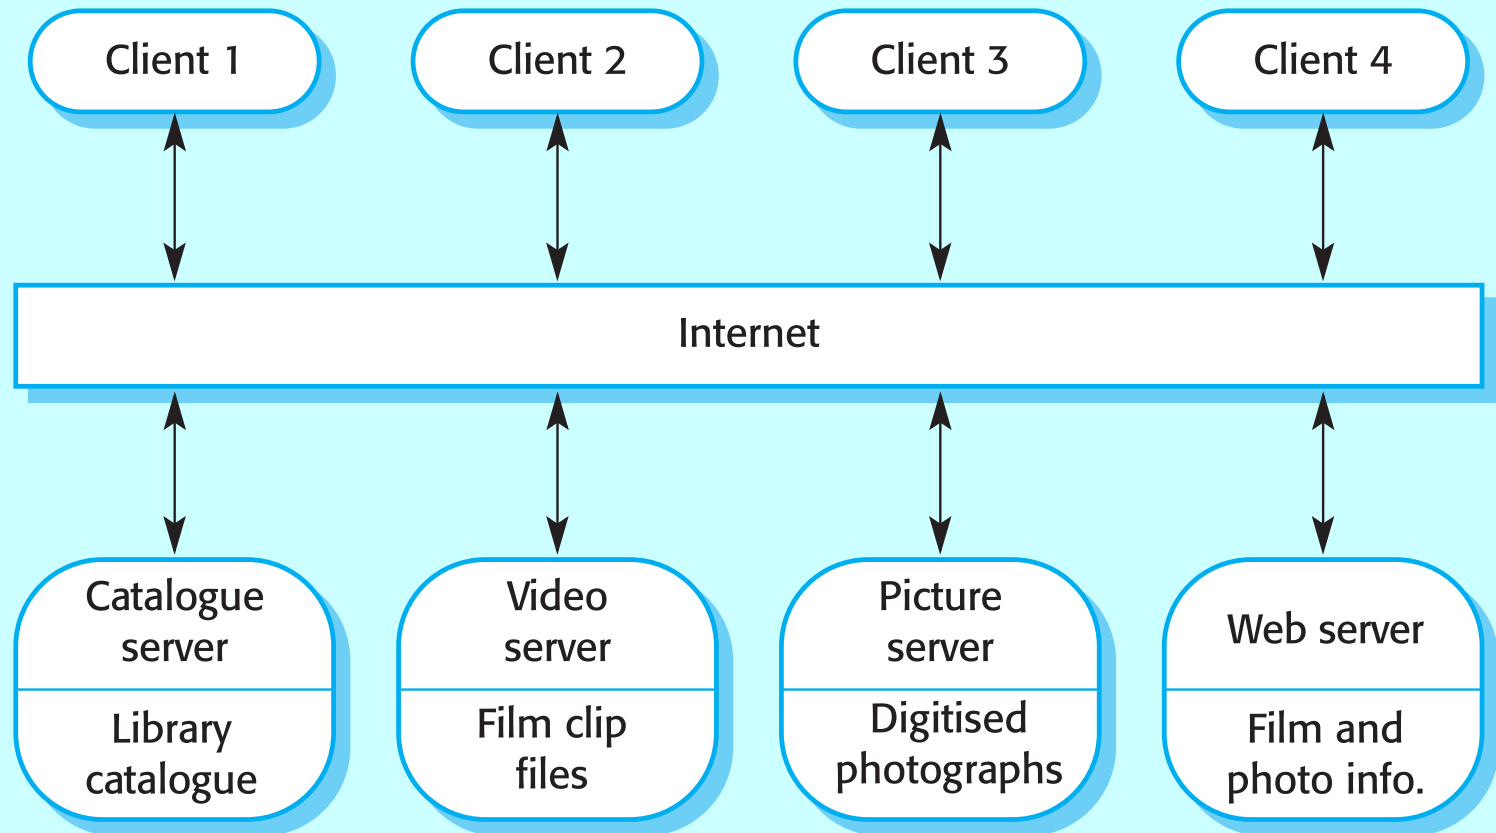 Client 1
Client 2
Client 3
Client 4
Internet
Catalogue
server
Video
server
Picture
server
Web server
Library
catalogue
Film clip
files
Digitised
photographs
Film and
photo info.